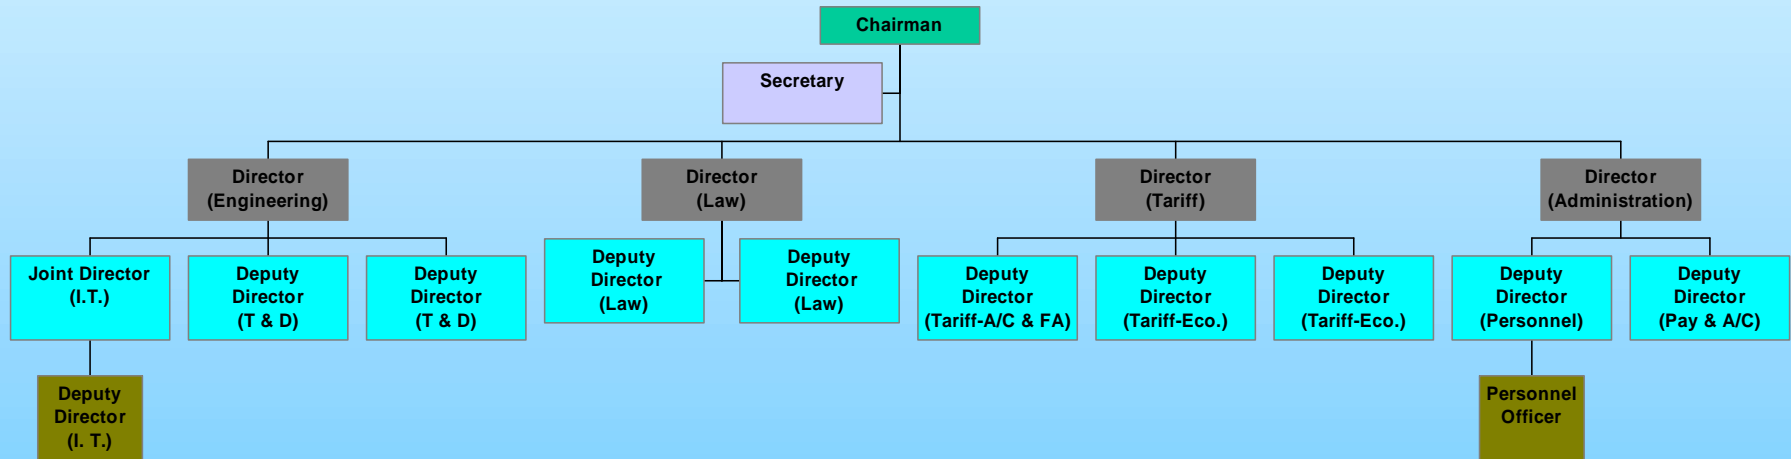 Chairman
Secretary
Director
(Engineering)
Director
(Law)
Director
(Tariff)
Director
(Administration)
Joint Director
(I.T.)
Deputy
Director
(T & D)
Deputy
Director
(T & D)
Deputy
Director
(Law)
Deputy
Director
(Law)
Deputy
Director
(Tariff-A/C & FA)
Deputy
Director
(Tariff-Eco.)
Deputy
Director
(Tariff-Eco.)
Deputy
Director
(Personnel)
Deputy
Director
(Pay & A/C)
Deputy
Director
(I. T.)
Personnel
Officer